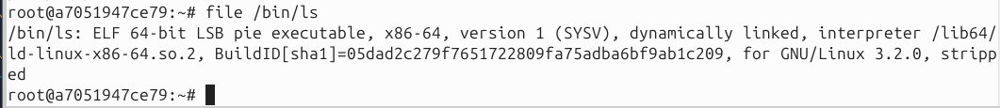 root@a7051947ce79:~# file /bin/ls
/bin/ls: ELF 64-bit LSB pie executable, x86-64, version 1 (SYSV), dynamically linked, interpreter /lib64/
ld-linux-x86-64.so.2, BuildID[sha1]=05dad2c279f7651722809fa75adba6bf9ab1c209, for GNU/Linux 3.2.0, stripp
ed
root@a7051947ce79:~#